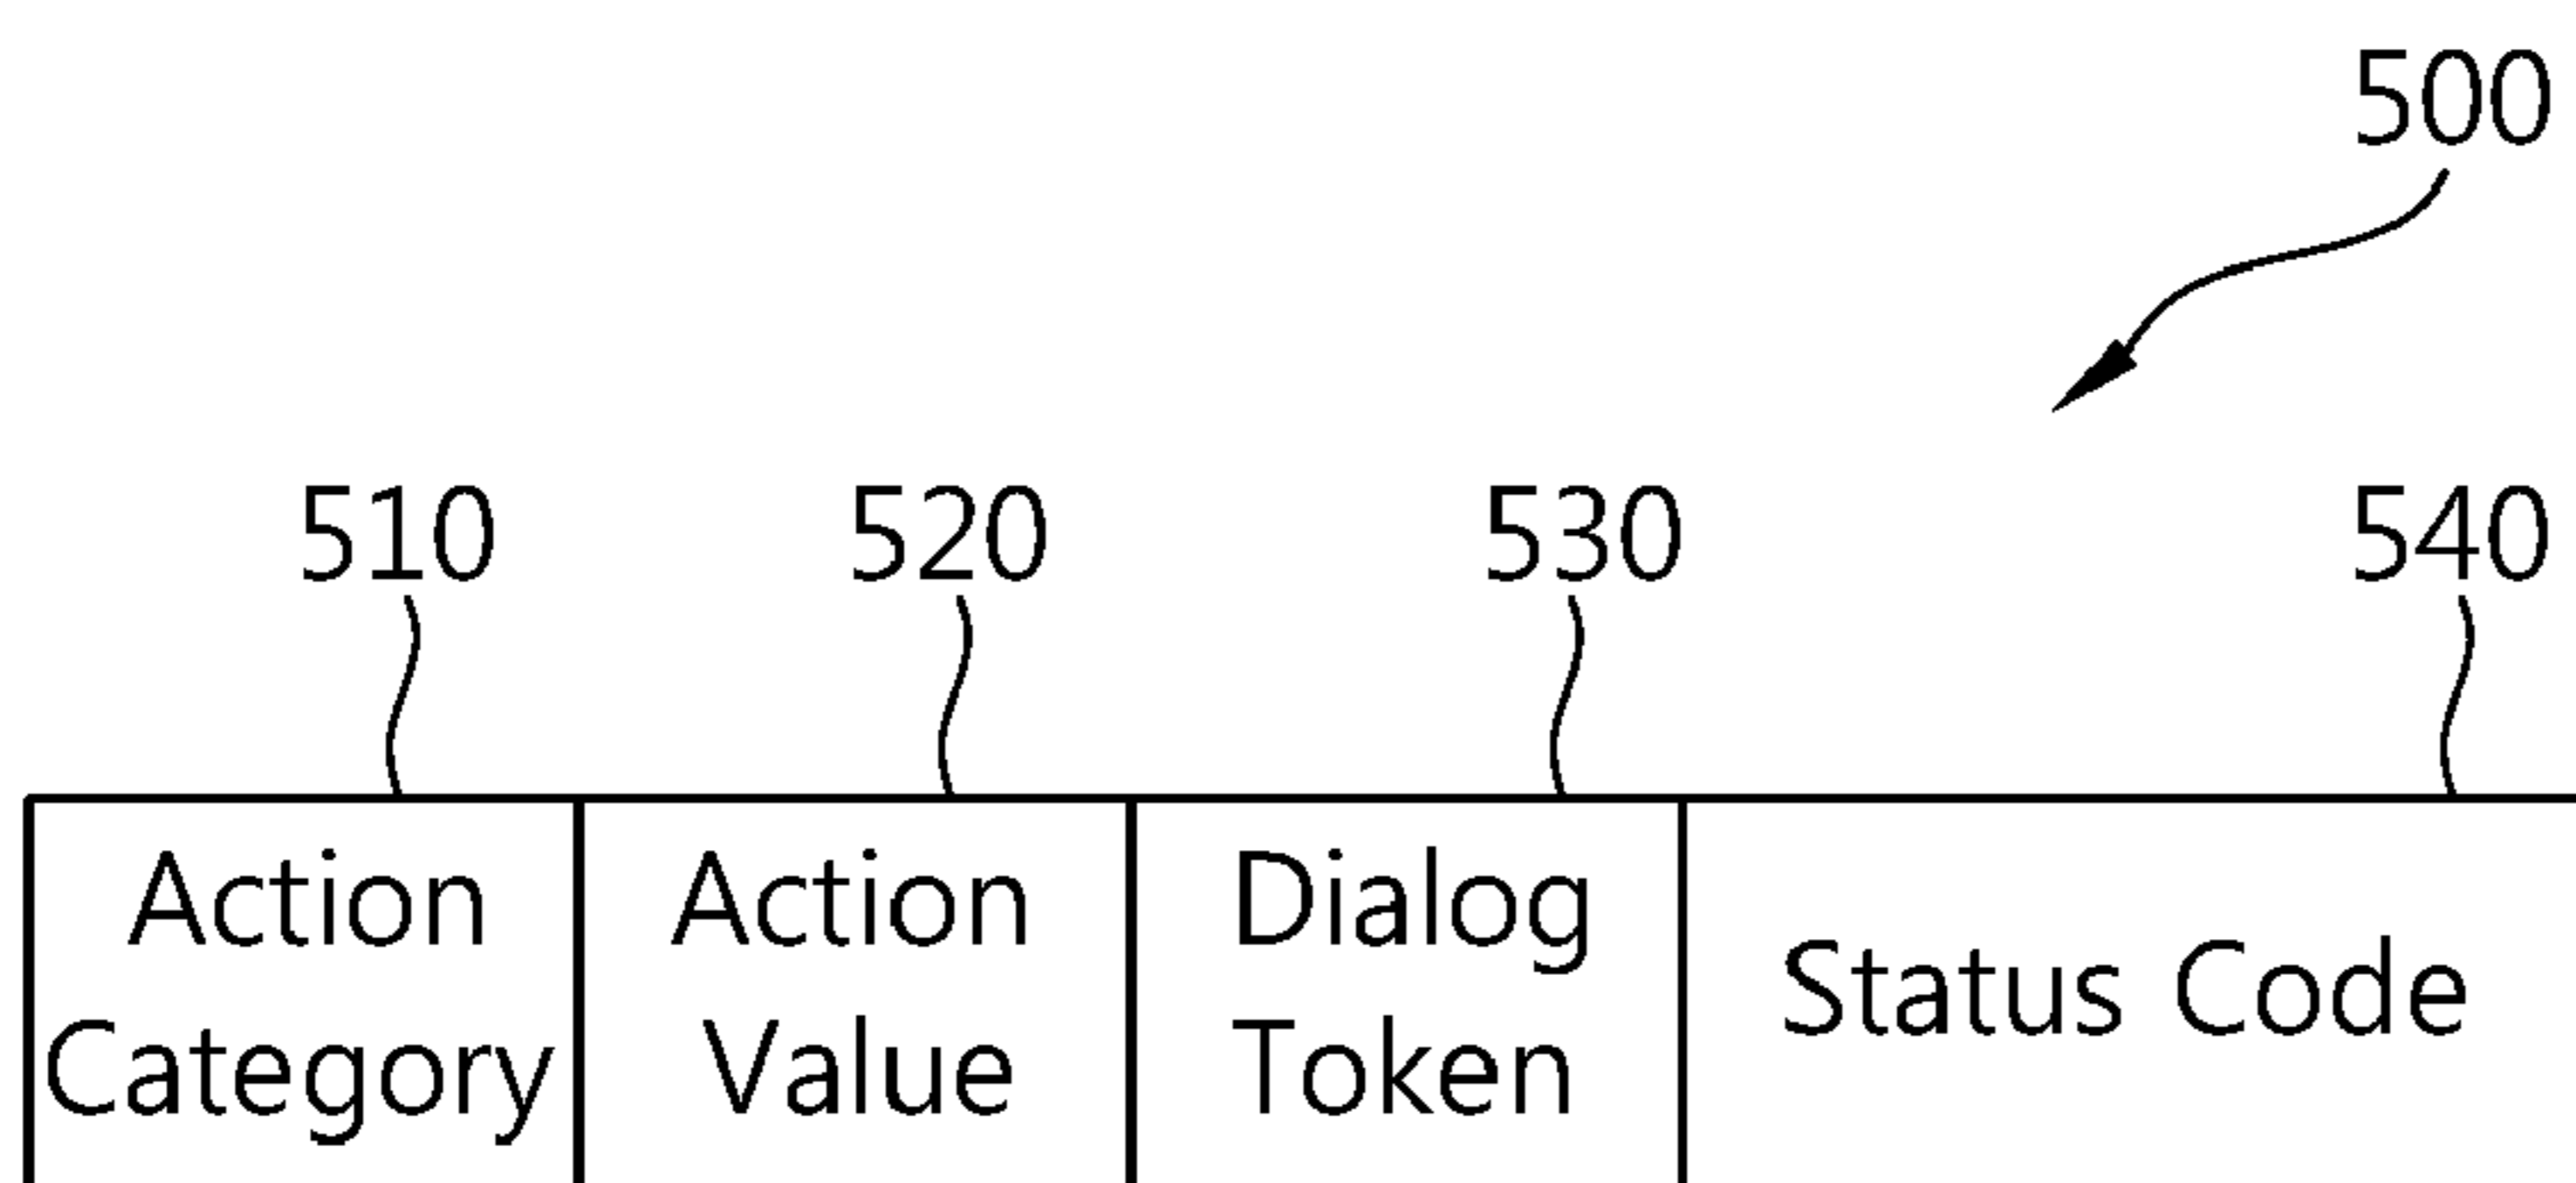 500
510 520 530 540
Action Action Dialog
Status Code
Category Value Token